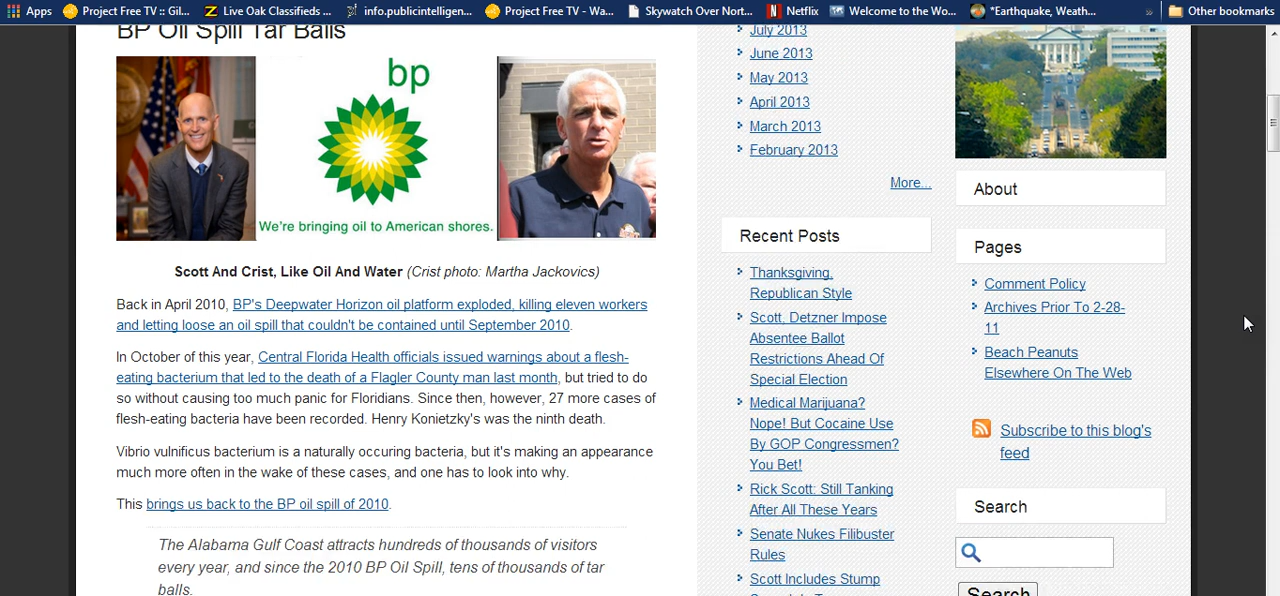 Apps Project Free TV :: Gil... Live Oak Classifieds ... info.publicintelligen... Project Free TV - Wa... Skywatch Over Nort... Netflix Welcome to the Wo... *Earthquake, Weath... » Other bookmarks
BP Oil Spill Tar Balls
bp
We're bringing oil to American shores.
Scott And Crist, Like Oil And Water (Crist photo: Martha Jackovics)
Back in April 2010, BP's Deepwater Horizon oil platform exploded, killing eleven workers
and letting loose an oil spill that couldn't be contained until September 2010.
In October of this year, Central Florida Health officials issued warnings about a flesh-
eating bacterium that led to the death of a Flagler County man last month, but tried to do
so without causing too much panic for Floridians. Since then, however, 27 more cases of
flesh-eating bacteria have been recorded. Henry Konietzky's was the ninth death.
Vibrio vulnificus bacterium is a naturally occuring bacteria, but it's making an appearance
much more often in the wake of these cases, and one has to look into why.
This brings us back to the BP oil spill of 2010.
The Alabama Gulf Coast attracts hundreds of thousands of visitors
every year, and since the 2010 BP Oil Spill, tens of thousands of tar
balls.
July 2013
June 2013
May 2013
April 2013
March 2013
February 2013
More...
Recent Posts
Thanksgiving,
Republican Style
Scott, Detzner Impose
Absentee Ballot
Restrictions Ahead Of
Special Election
Medical Marijuana?
Nope! But Cocaine Use
By GOP Congressmen?
You Bet!
Rick Scott: Still Tanking
After All These Years
Senate Nukes Filibuster
Rules
Scott Includes Stump
About
Pages
Comment Policy
Archives Prior To 2-28-
11
Beach Peanuts
Elsewhere On The Web
Subscribe to this blog's
feed
Search
Search